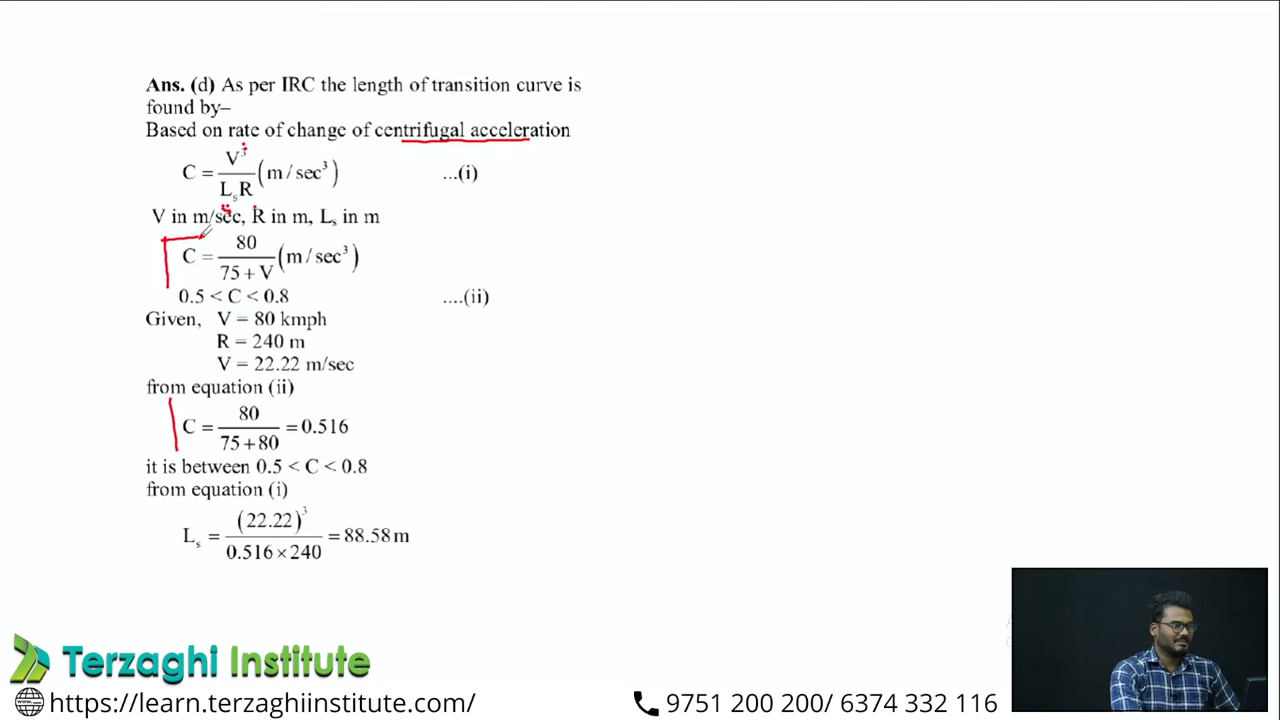 Ans. (d) As per IRC the length of transition curve is
found by–
Based on rate of change of centrifugal acceleration
C = V³ / LₛR (m / sec³) ...(i)
V in m/sec, R in m, Lₛ in m
C = 80 / 75 + V (m / sec³)
0.5 < C < 0.8 ....(ii)
Given, V = 80 kmph
R = 240 m
V = 22.22 m/sec
from equation (ii)
C = 80 / 75 + 80 = 0.516
it is between 0.5 < C < 0.8
from equation (i)
Lₛ = (22.22)³ / 0.516 × 240 = 88.58 m
Terzaghi Institute
https://learn.terzaghiinstitute.com/ 9751 200 200/ 6374 332 116